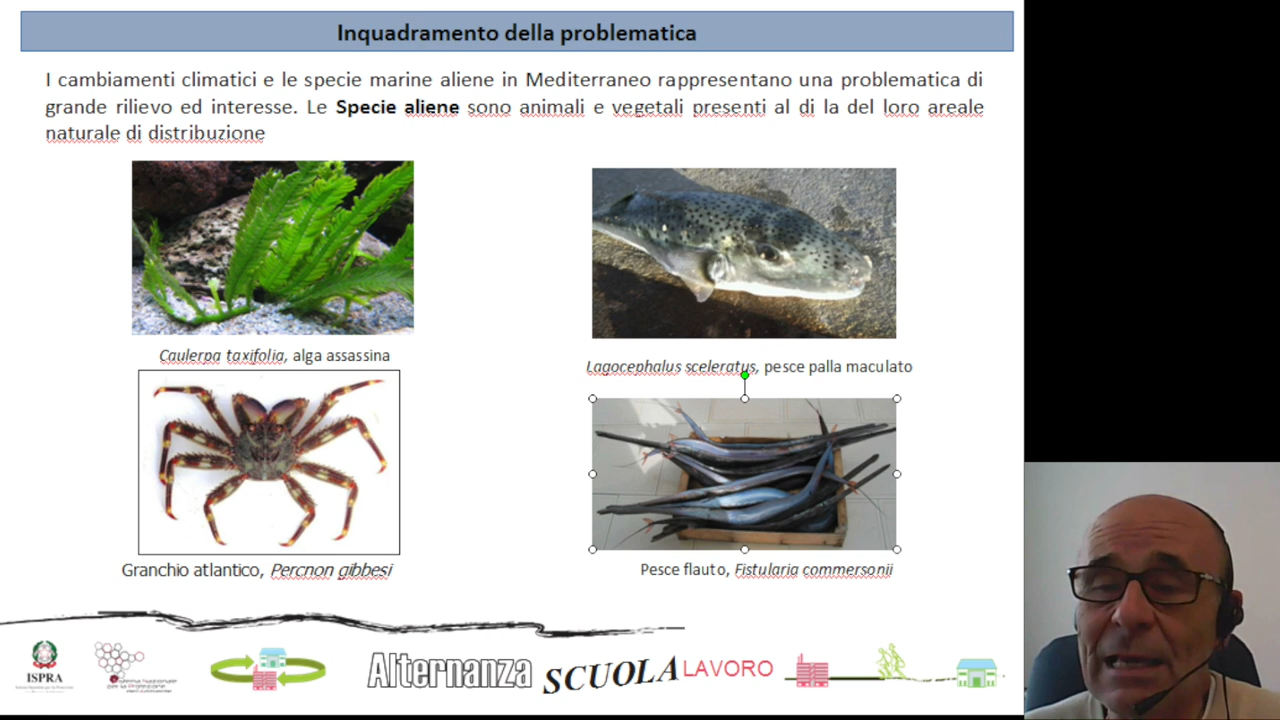 Inquadramento della problematica
I cambiamenti climatici e le specie marine aliene in Mediterraneo rappresentano una problematica di
grande rilievo ed interesse. Le Specie aliene sono animali e vegetali presenti al di la del loro areale
naturale di distribuzione
Caulerpa taxifolia, alga assassina
Lagocephalus sceleratus, pesce palla maculato
Granchio atlantico, Percnon gibbesi
Pesce flauto, Fistularia commersonii
ISPRA
Alternanza SCUOLA LAVORO